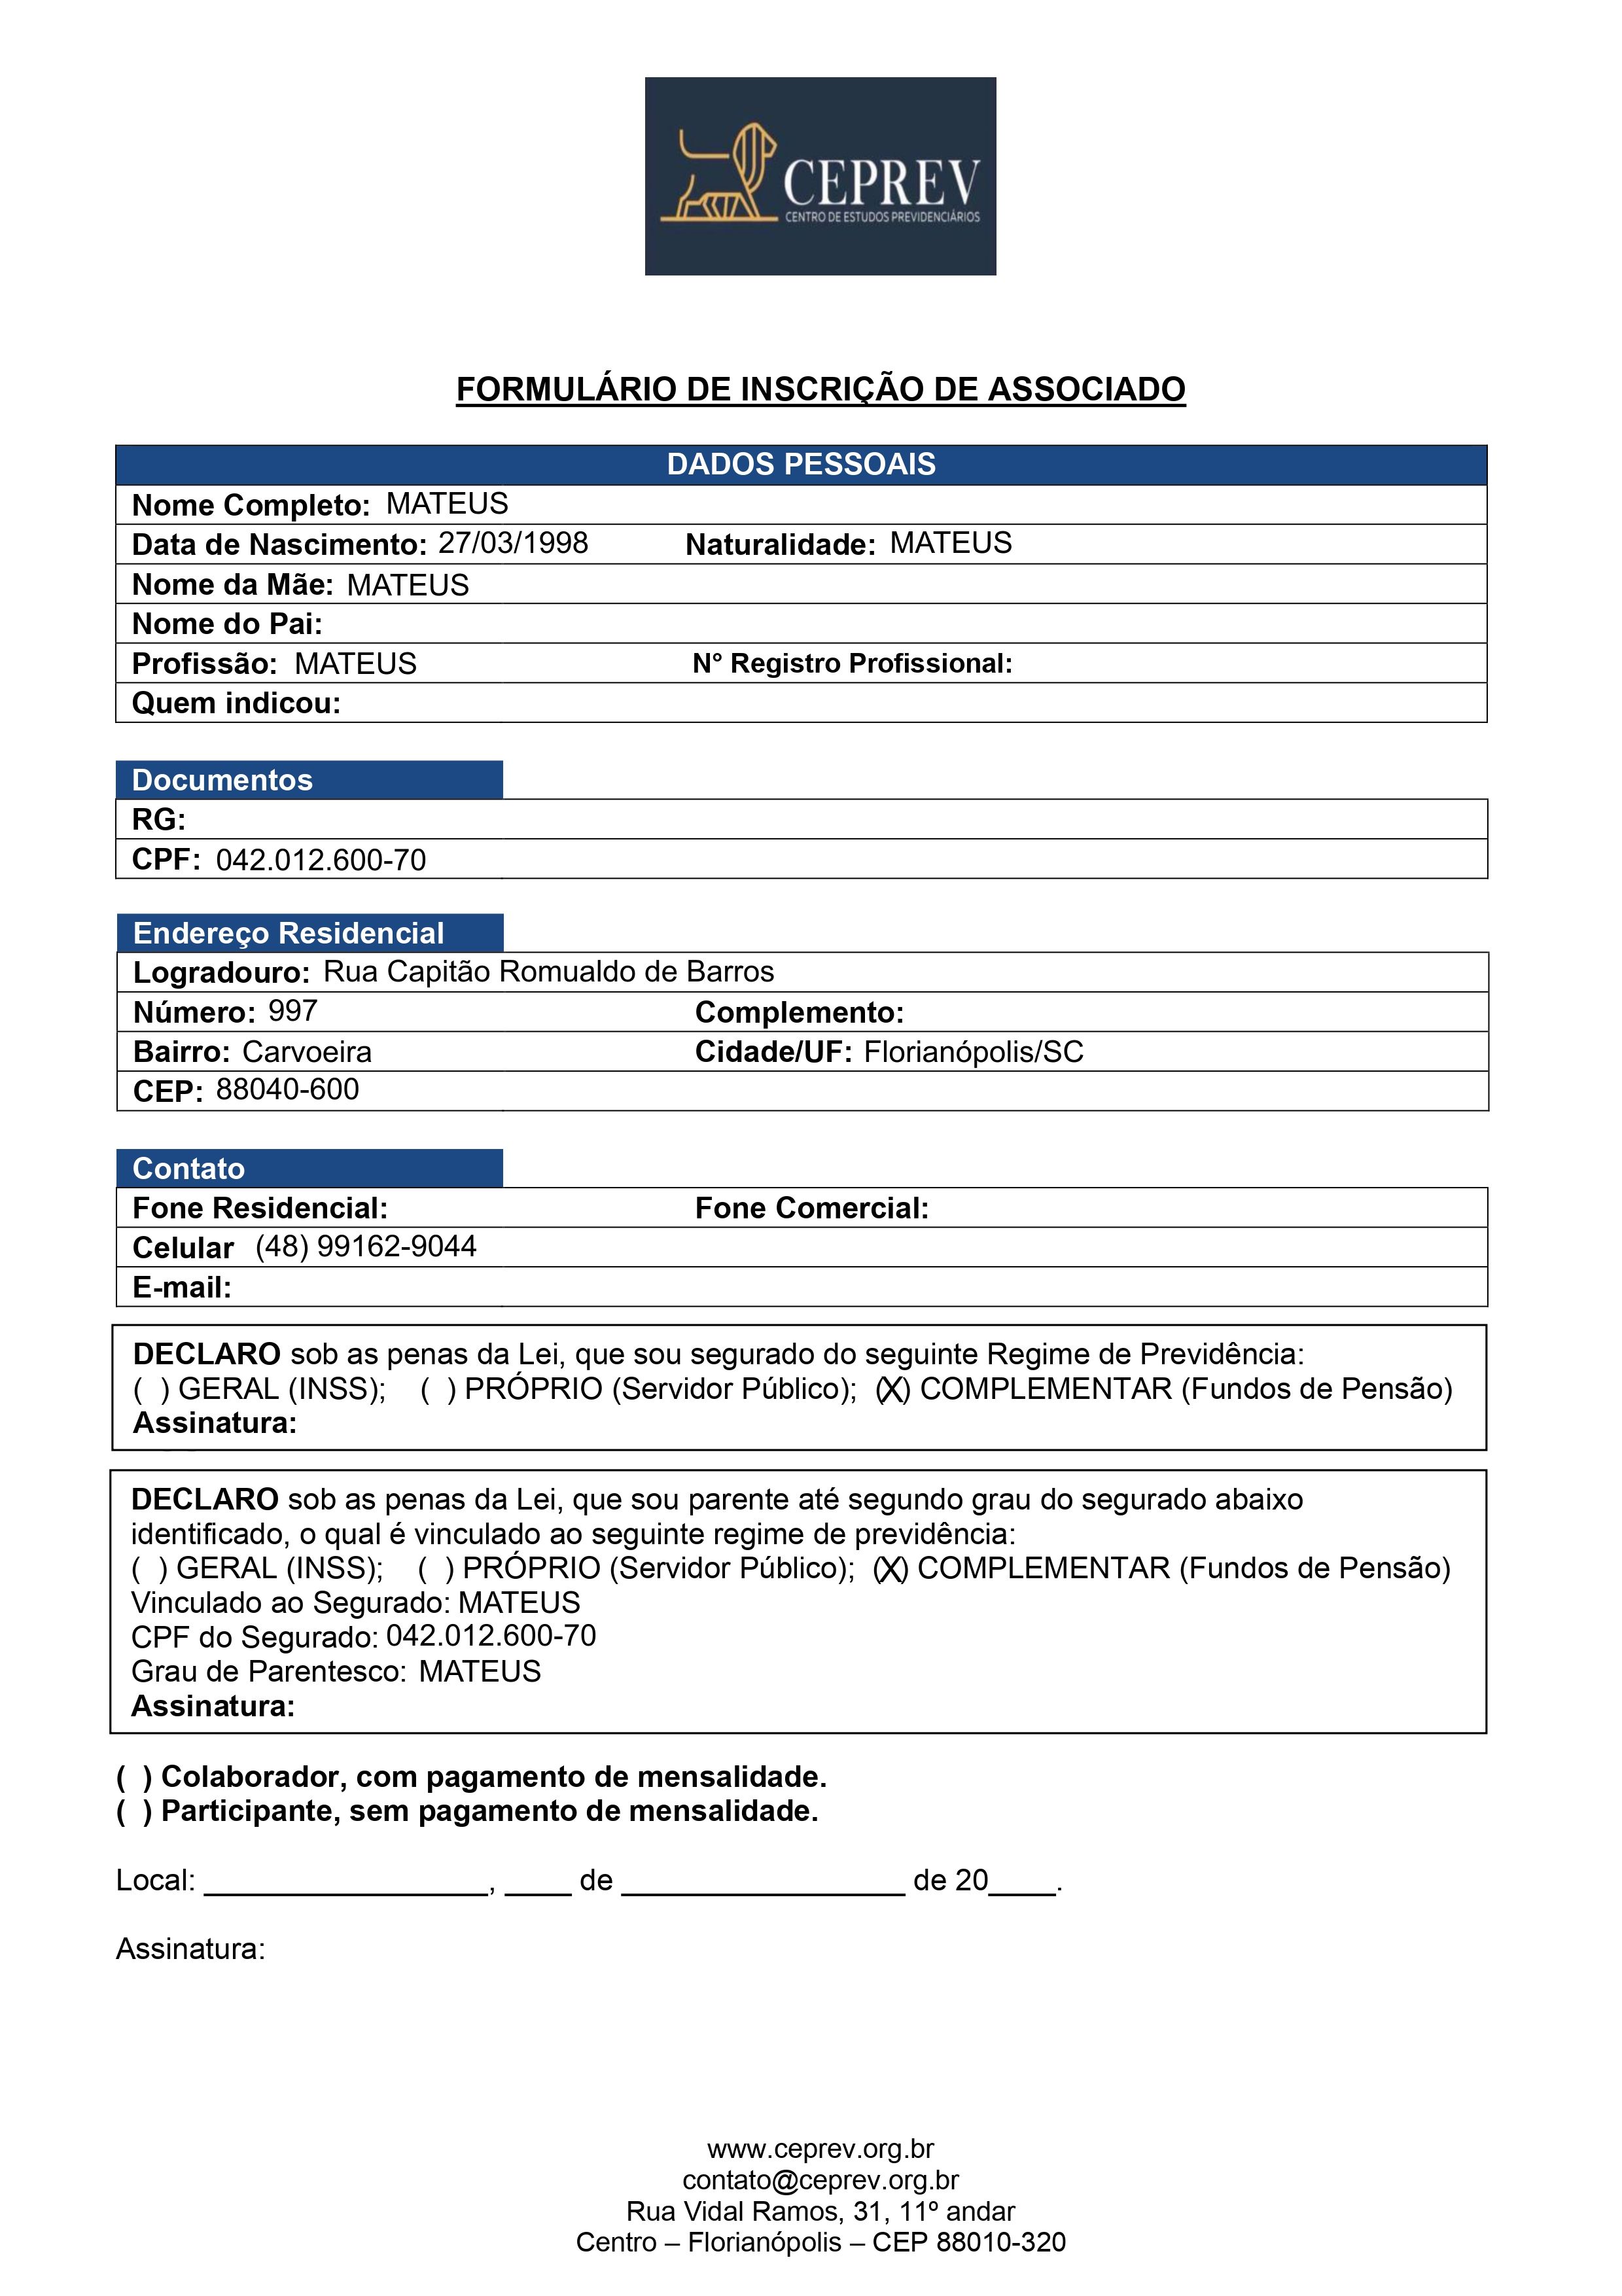 CEPREV
CENTRO DE ESTUDOS PREVIDENCIÁRIOS
FORMULÁRIO DE INSCRIÇÃO DE ASSOCIADO
DADOS PESSOAIS
Nome Completo: MATEUS
Data de Nascimento: 27/03/1998 Naturalidade: MATEUS
Nome da Mãe: MATEUS
Nome do Pai:
Profissão: MATEUS N° Registro Profissional:
Quem indicou:
Documentos
RG:
CPF: 042.012.600-70
Endereço Residencial
Logradouro: Rua Capitão Romualdo de Barros
Número: 997 Complemento:
Bairro: Carvoeira Cidade/UF: Florianópolis/SC
CEP: 88040-600
Contato
Fone Residencial: Fone Comercial:
Celular (48) 99162-9044
E-mail:
DECLARO sob as penas da Lei, que sou segurado do seguinte Regime de Previdência:
( ) GERAL (INSS); ( ) PRÓPRIO (Servidor Público); (X) COMPLEMENTAR (Fundos de Pensão)
Assinatura:
DECLARO sob as penas da Lei, que sou parente até segundo grau do segurado abaixo
identificado, o qual é vinculado ao seguinte regime de previdência:
( ) GERAL (INSS); ( ) PRÓPRIO (Servidor Público); (X) COMPLEMENTAR (Fundos de Pensão)
Vinculado ao Segurado: MATEUS
CPF do Segurado: 042.012.600-70
Grau de Parentesco: MATEUS
Assinatura:
( ) Colaborador, com pagamento de mensalidade.
( ) Participante, sem pagamento de mensalidade.
Local: _________________, ____ de _________________ de 20____.
Assinatura:
www.ceprev.org.br
contato@ceprev.org.br
Rua Vidal Ramos, 31, 11º andar
Centro – Florianópolis – CEP 88010-320